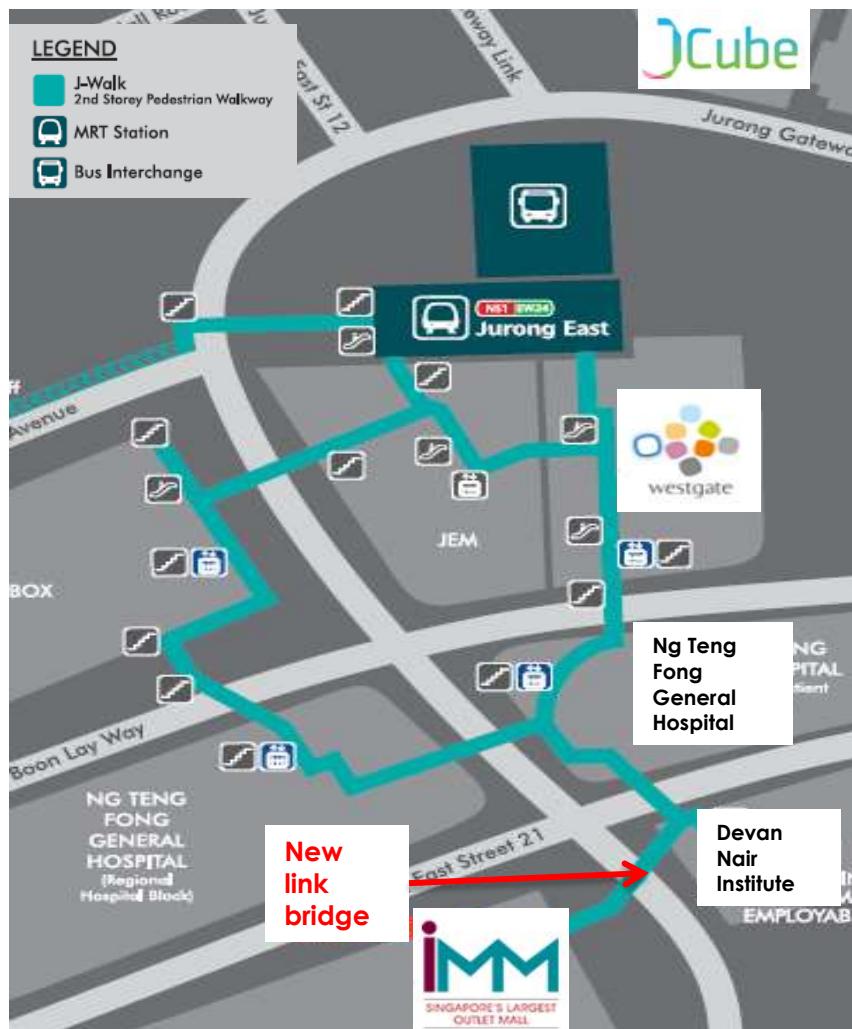 LEGEND
J-Walk
2nd Storey Pedestrian Walkway
MRT Station
Bus Interchange
East St 12
Link
JCube
Jurong
NS1 EW24
Jurong East
Avenue
westgate
JEM
BOX
Ng Teng
Fong
General
Hospital
Boon Lay Way
NG TENG
FONG
GENERAL
HOSPITAL
(Regional
Hospital Block)
New
link
bridge
East Street 21
Devan
Nair
Institute
IMM
SINGAPORE'S LARGEST
OUTLET MALL